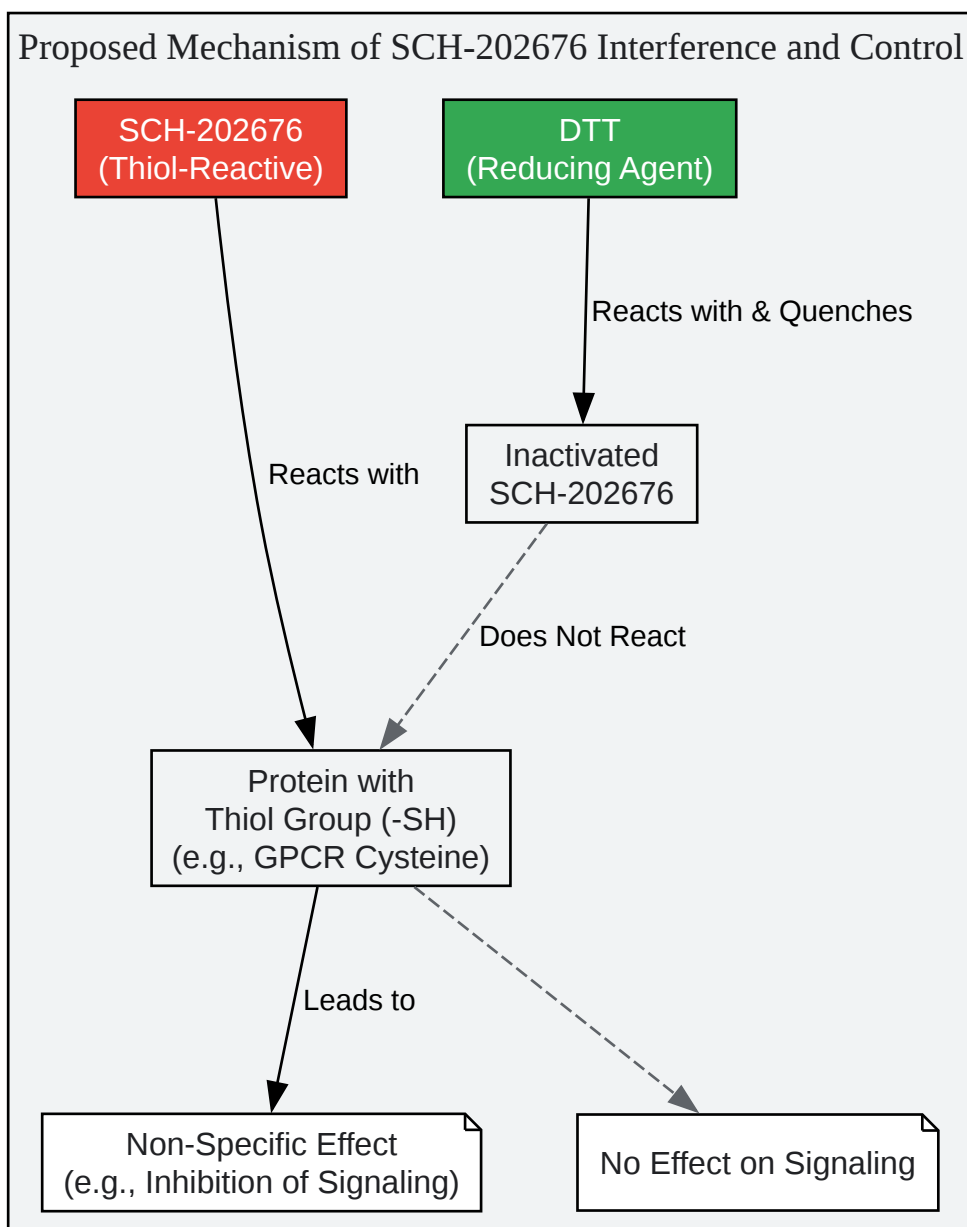 Proposed Mechanism of SCH-202676 Interference and Control
SCH-202676
(Thiol-Reactive)
DTT
(Reducing Agent)
Reacts with & Quenches
Reacts with
Inactivated
SCH-202676
Does Not React
Protein with
Thiol Group (-SH)
(e.g., GPCR Cysteine)
Leads to
Non-Specific Effect
(e.g., Inhibition of Signaling)
No Effect on Signaling